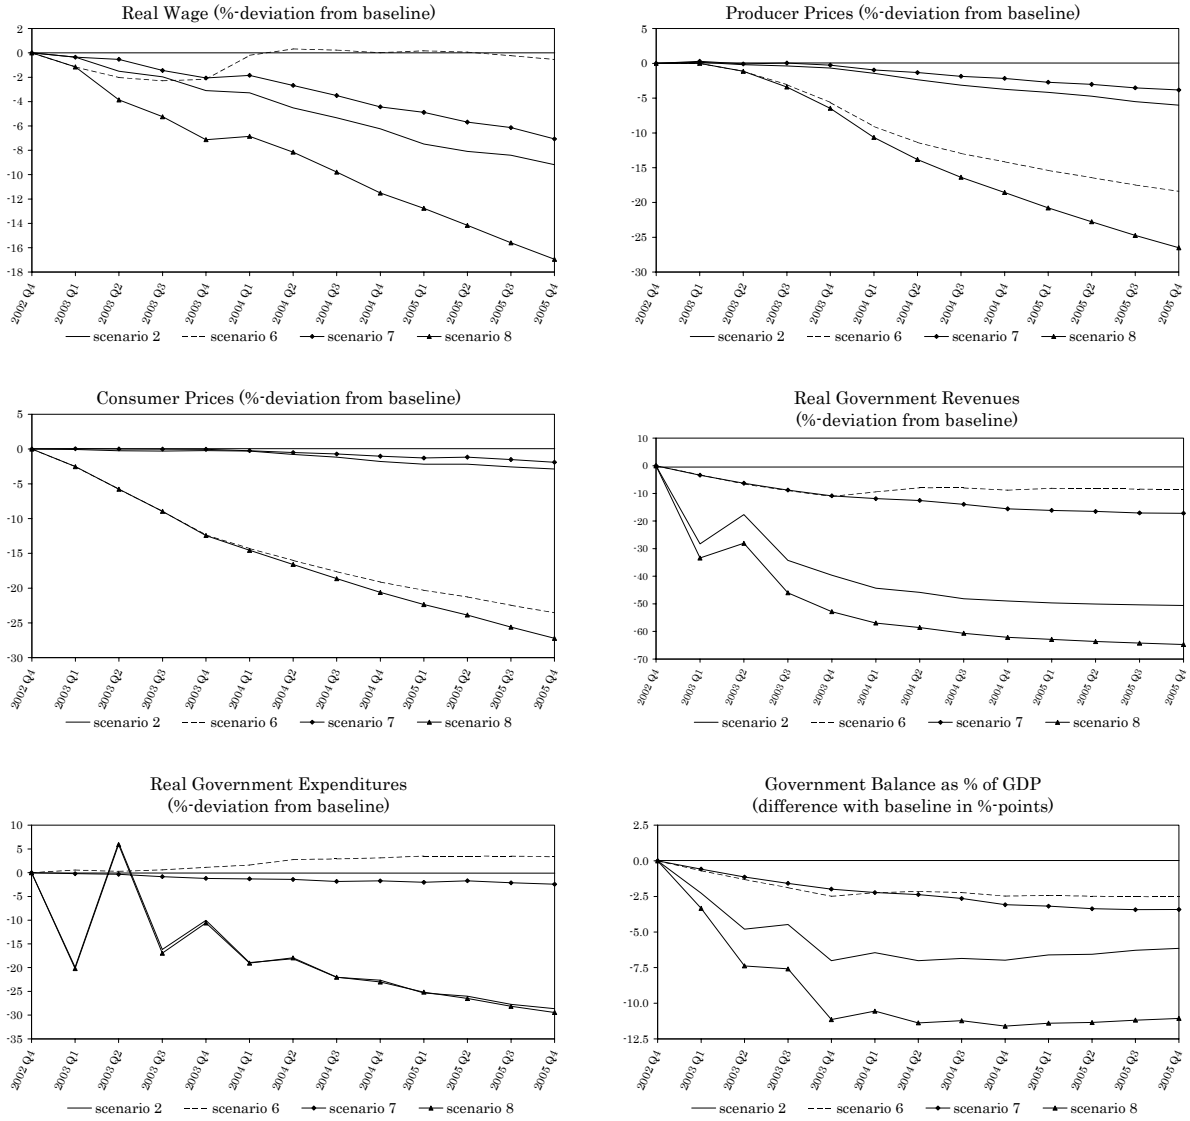 Real Wage (%-deviation from baseline)
2
0
-2
-4
-6
-8
-10
-12
-14
-16
-18
2002 Q4
2003 Q1
2003 Q2
2003 Q3
2003 Q4
2004 Q1
2004 Q2
2004 Q3
2004 Q4
2005 Q1
2005 Q2
2005 Q3
2005 Q4
scenario 2 scenario 6 scenario 7 scenario 8
Producer Prices (%-deviation from baseline)
5
0
-5
-10
-15
-20
-25
-30
2002 Q4
2003 Q1
2003 Q2
2003 Q3
2003 Q4
2004 Q1
2004 Q2
2004 Q3
2004 Q4
2005 Q1
2005 Q2
2005 Q3
2005 Q4
scenario 2 scenario 6 scenario 7 scenario 8
Consumer Prices (%-deviation from baseline)
5
0
-5
-10
-15
-20
-25
-30
2002 Q4
2003 Q1
2003 Q2
2003 Q3
2003 Q4
2004 Q1
2004 Q2
2004 Q3
2004 Q4
2005 Q1
2005 Q2
2005 Q3
2005 Q4
scenario 2 scenario 6 scenario 7 scenario 8
Real Government Revenues
(%-deviation from baseline)
10
0
-10
-20
-30
-40
-50
-60
-70
2002 Q4
2003 Q1
2003 Q2
2003 Q3
2003 Q4
2004 Q1
2004 Q2
2004 Q3
2004 Q4
2005 Q1
2005 Q2
2005 Q3
2005 Q4
scenario 2 scenario 6 scenario 7 scenario 8
Real Government Expenditures
(%-deviation from baseline)
10
5
0
-5
-10
-15
-20
-25
-30
-35
2002 Q4
2003 Q1
2003 Q2
2003 Q3
2003 Q4
2004 Q1
2004 Q2
2004 Q3
2004 Q4
2005 Q1
2005 Q2
2005 Q3
2005 Q4
scenario 2 scenario 6 scenario 7 scenario 8
Government Balance as % of GDP
(difference with baseline in %-points)
2.5
0.0
-2.5
-5.0
-7.5
-10.0
-12.5
2002 Q4
2003 Q1
2003 Q2
2003 Q3
2003 Q4
2004 Q1
2004 Q2
2004 Q3
2004 Q4
2005 Q1
2005 Q2
2005 Q3
2005 Q4
scenario 2 scenario 6 scenario 7 scenario 8